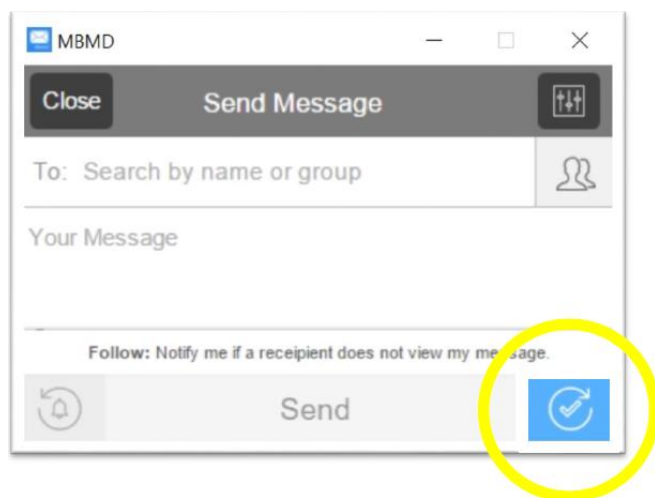 MBMD
Close Send Message
To: Search by name or group
Your Message
Follow: Notify me if a receipient does not view my message.
Send